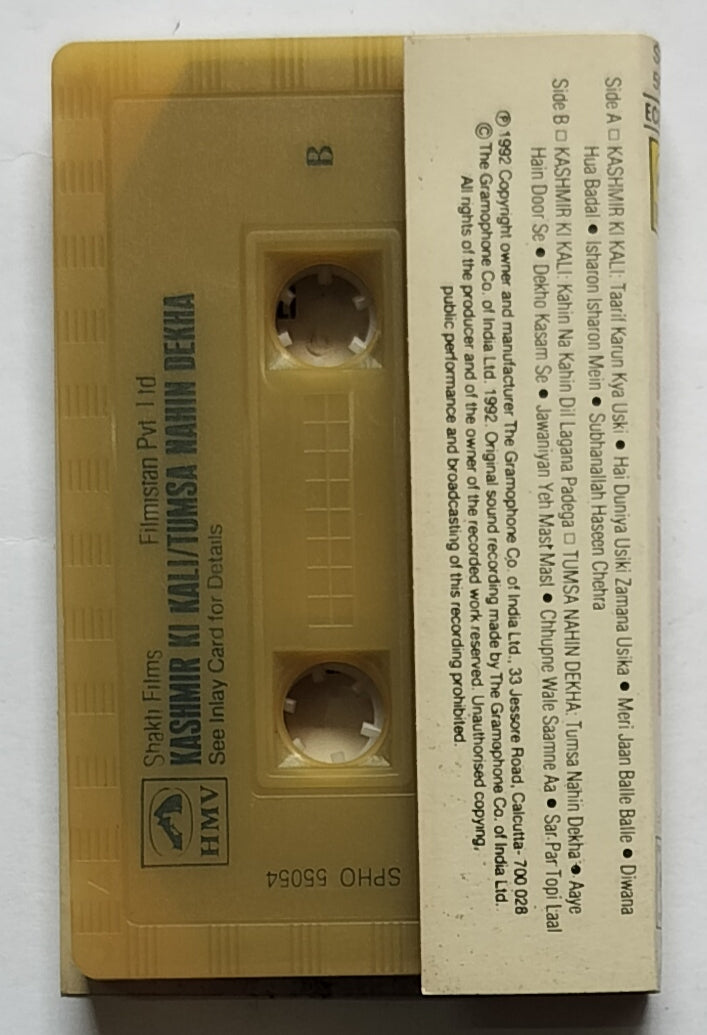 Side A □ KASHMIR KI KALI: Taarif Karun Kya Uski ● Hai Duniya Usiki Zamana Usika ● Meri Jaan Balle Balle ● Diwana
Hua Badal ● Isharon Isharon Mein ● Subhanallah Haseen Chehra
Side B □ KASHMIR KI KALI: Kahin Na Kahin Dil Lagana Padega □ TUMSA NAHIN DEKHA: Tumsa Nahin Dekha ● Aaye
Hain Door Se ● Dekho Kasam Se ● Jawaniyan Yeh Mast Mast ● Chhupne Wale Saamne Aa ● Sar Par Topi Laal
℗ 1992 Copyright owner and manufacturer The Gramophone Co. of India Ltd., 33 Jessore Road, Calcutta- 700 028
© The Gramophone Co. of India Ltd. 1992. Original sound recording made by The Gramophone Co. of India Ltd.
All rights of the producer and of the owner of the recorded work reserved. Unauthorised copying,
public performance and broadcasting of this recording prohibited.
B
Shakti Films Filmistan Pvt. Ltd
KASHMIR KI KALI/TUMSA NAHIN DEKHA
See Inlay Card for Details
HMV
SPHO 55054